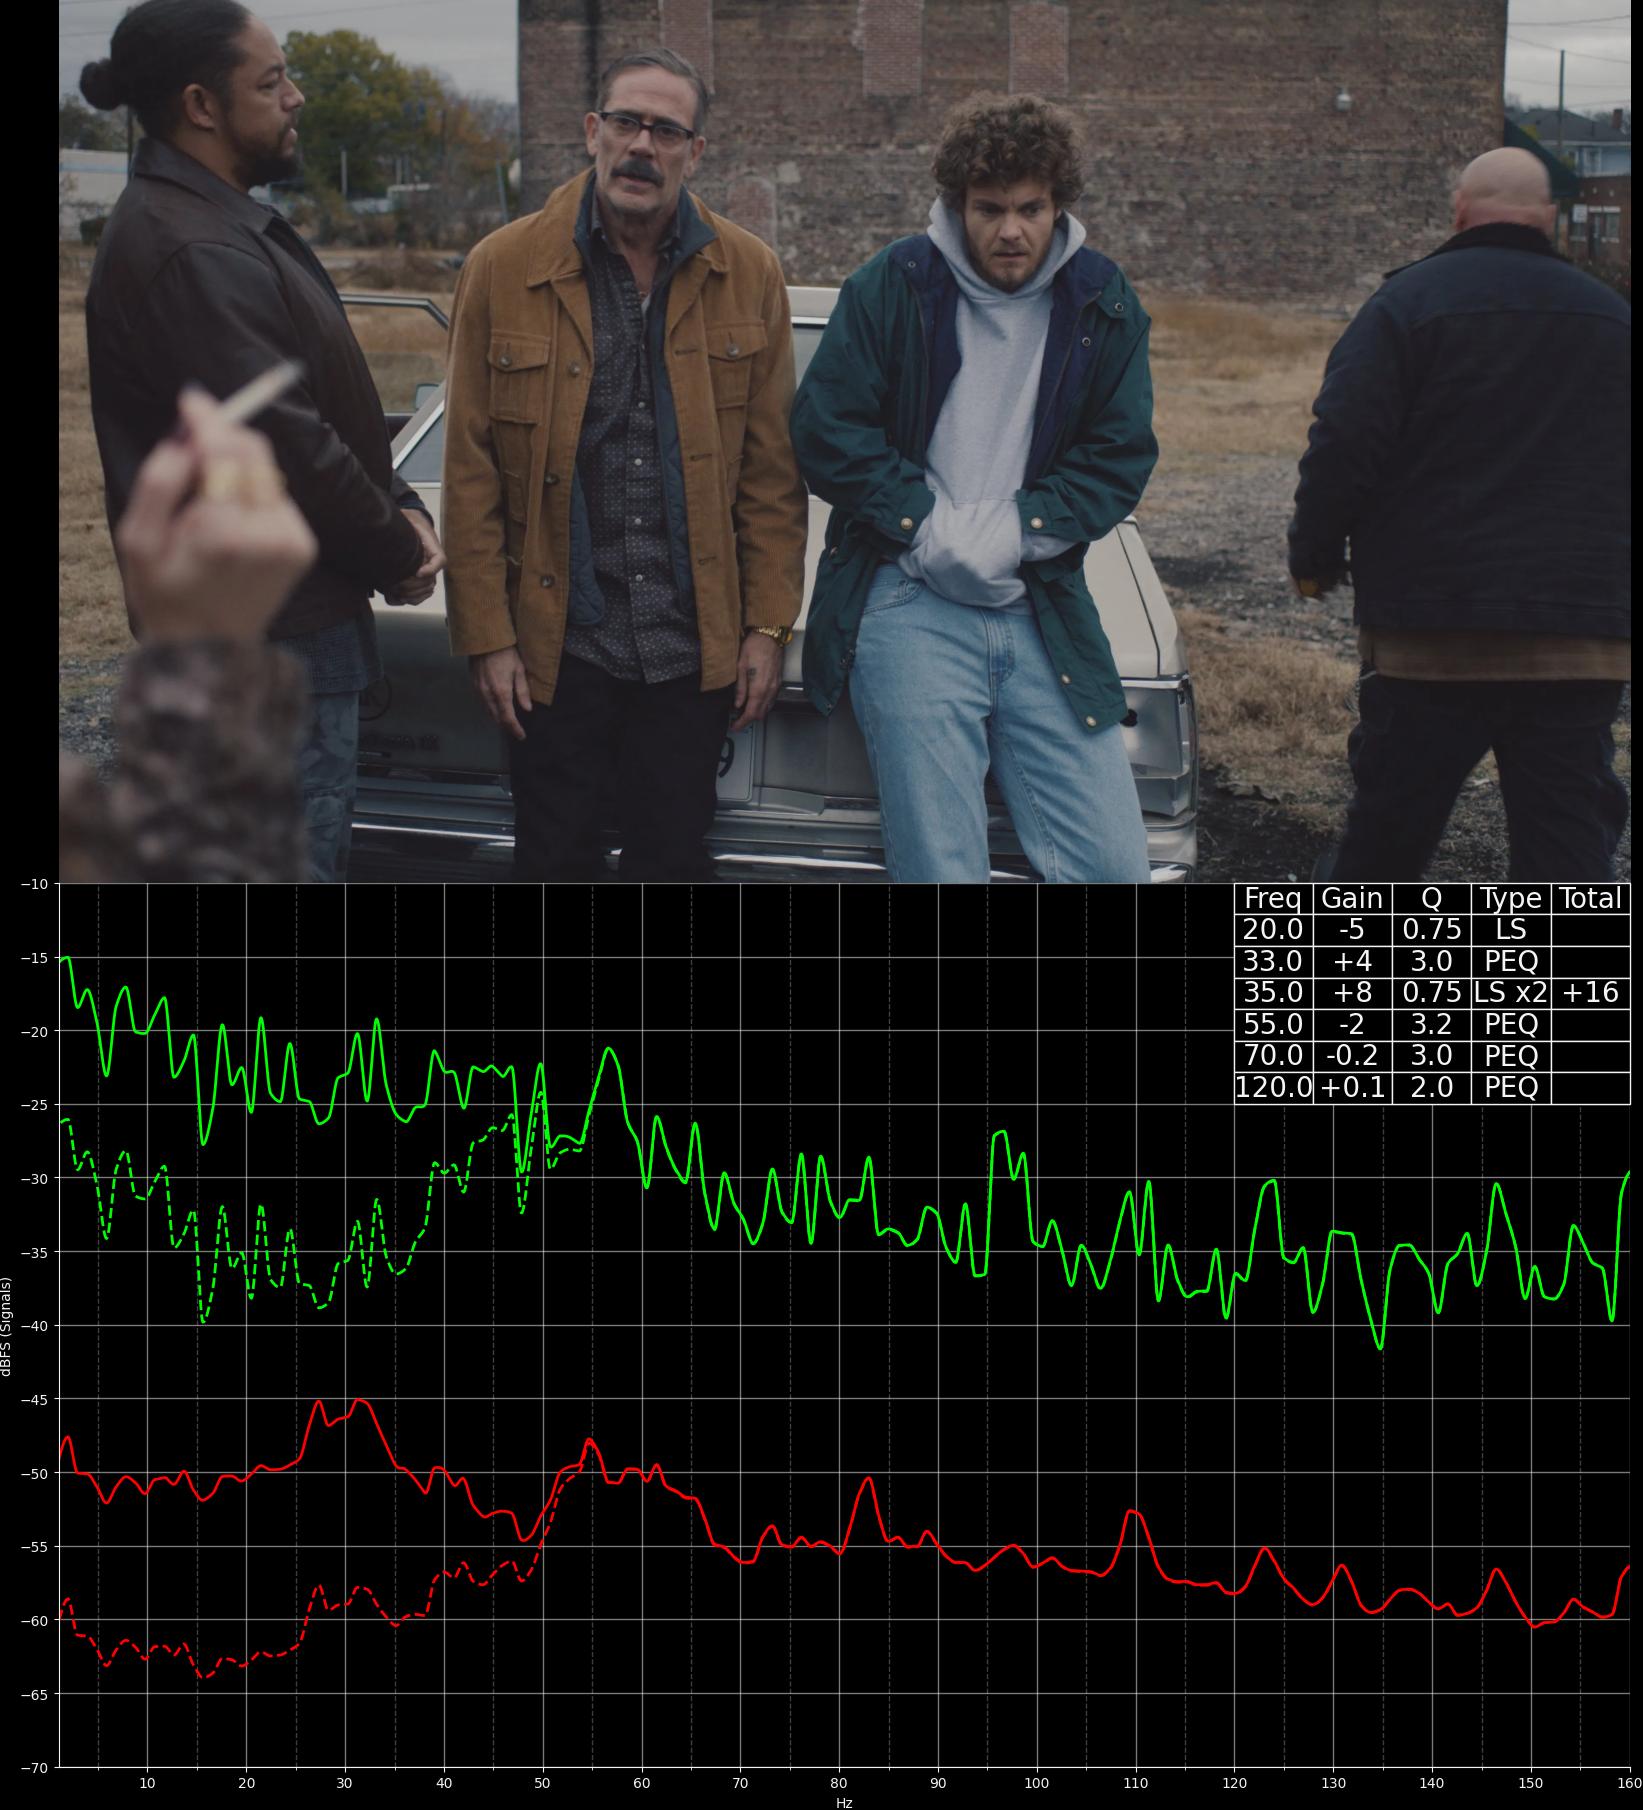 9
-10
-15
-20
-25
-30
-35
-40
-45
-50
-55
-60
-65
-70
dBFS (Signals)
Freq Gain Q Type Total
20.0 -5 0.75 LS
33.0 +4 3.0 PEQ
35.0 +8 0.75 LS x2 +16
55.0 -2 3.2 PEQ
70.0 -0.2 3.0 PEQ
120.0 +0.1 2.0 PEQ
10 20 30 40 50 60 70 80 90 100 110 120 130 140 150 160
Hz